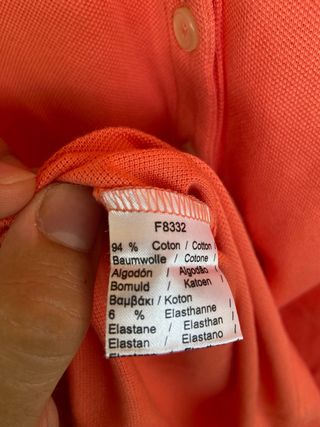 F8332
94 % Coton / Cotton
Baumwolle / Cotone /
Algodón / Algodão
Bomuld / Katoen
Βαμβάκι / Koton
6 % Elasthanne
Elastane / Elasthan /
Elastan / Elastano /